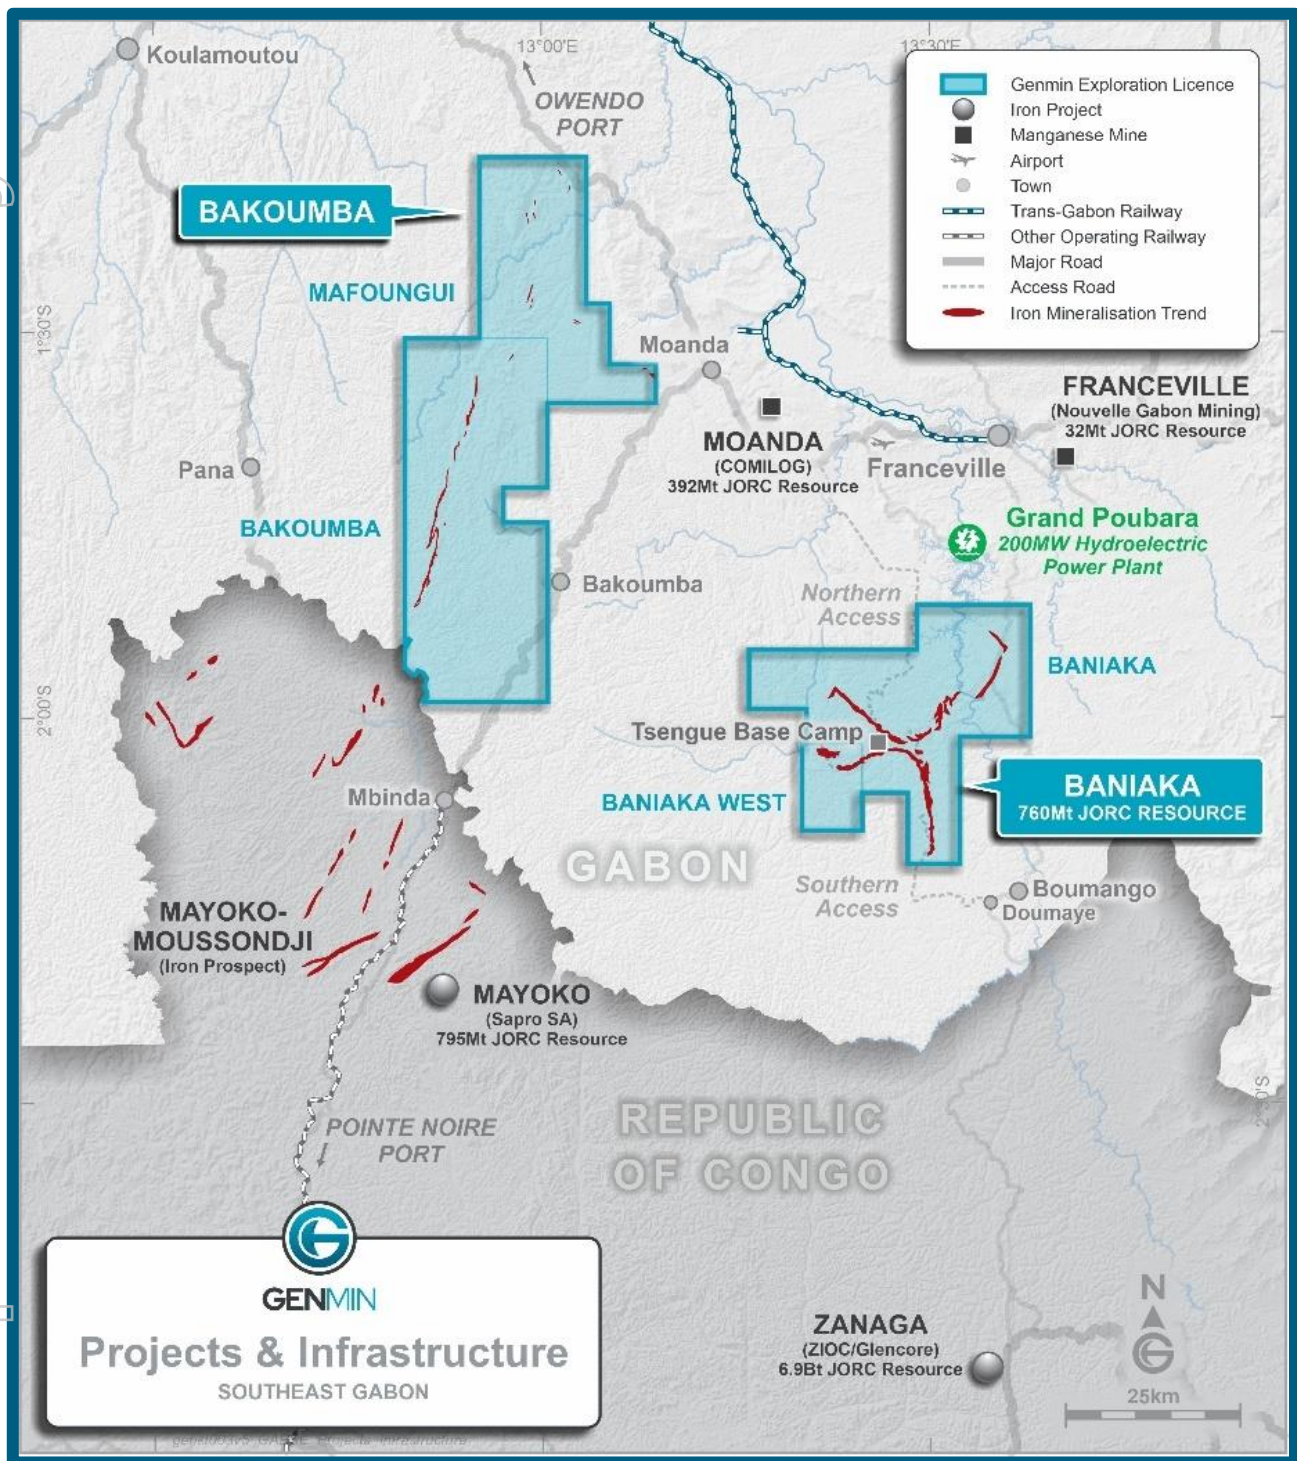 Koulamoutou
13°00'E
13°30'E
OWENDO
PORT
Genmin Exploration Licence
Iron Project
Manganese Mine
Airport
Town
Trans-Gabon Railway
Other Operating Railway
Major Road
Access Road
Iron Mineralisation Trend
BAKOUMBA
MAFOUNGUI
1°30'S
Moanda
FRANCEVILLE
(Nouvelle Gabon Mining)
32Mt JORC Resource
MOANDA
(COMILOG)
392Mt JORC Resource
Franceville
Pana
BAKOUMBA
Grand Poubara
200MW Hydroelectric
Power Plant
Bakoumba
Northern
Access
BANIAKA
2°00'S
Tsengue Base Camp
Mbinda
BANIAKA WEST
BANIAKA
760Mt JORC RESOURCE
GABON
Southern
Access
Boumango
Doumaye
MAYOKO-
MOUSSONDJI
(Iron Prospect)
MAYOKO
(Sapro SA)
795Mt JORC Resource
2°30'S
POINTE NOIRE
PORT
REPUBLIC
OF CONGO
G
GENMIN
Projects & Infrastructure
SOUTHEAST GABON
ZANAGA
(ZIOC/Glencore)
6.9Bt JORC Resource
N
G
25km